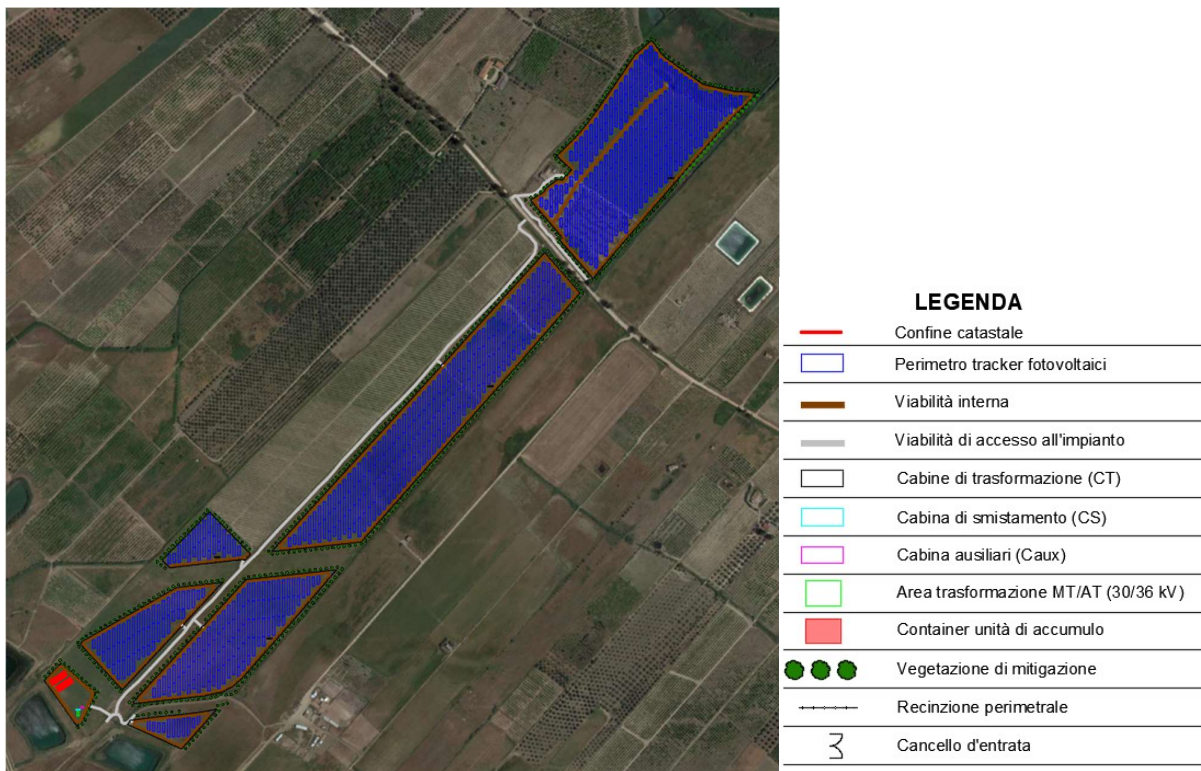 LEGENDA
Confine catastale
Perimetro tracker fotovoltaici
Viabilità interna
Viabilità di accesso all'impianto
Cabine di trasformazione (CT)
Cabina di smistamento (CS)
Cabina ausiliari (Caux)
Area trasformazione MT/AT (30/36 kV)
Container unità di accumulo
Vegetazione di mitigazione
Recinzione perimetrale
Cancello d'entrata